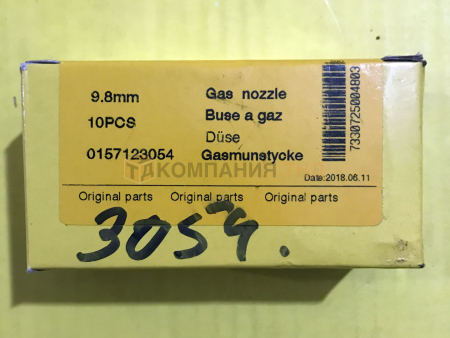 9.8mm Gas nozzle
10PCS Buse a gaz
Düse
0157123054 Gasmunstycke
7330725004803
ТАКОМПАНИЯ
Date:2018.06.11
Original parts Original parts Original parts
3054.